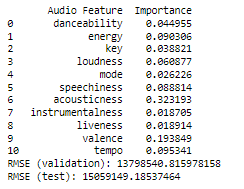 Audio Feature Importance
0 danceability 0.044955
1 energy 0.090306
2 key 0.038821
3 loudness 0.060877
4 mode 0.026226
5 speechiness 0.088814
6 acousticness 0.323193
7 instrumentalness 0.018705
8 liveness 0.018914
9 valence 0.193849
10 tempo 0.095341
RMSE (validation): 13798540.815978158
RMSE (test): 15059149.18537464